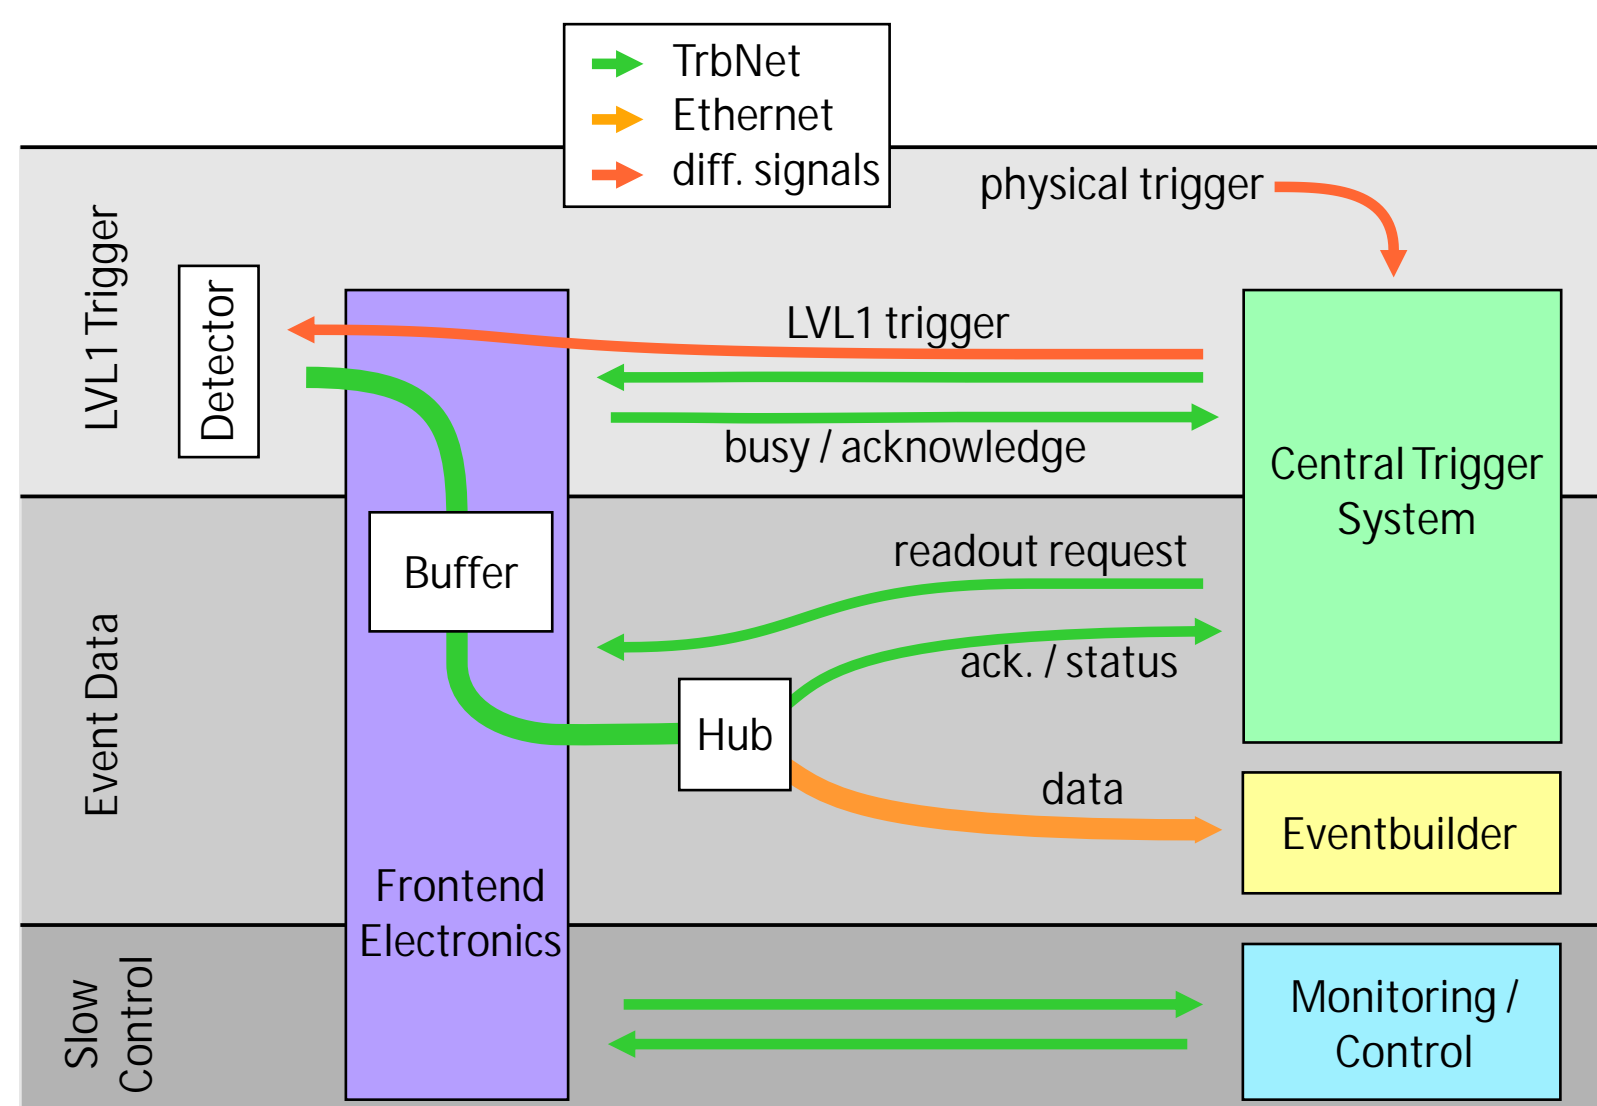 TrbNet
Ethernet
diff. signals
physical trigger
LVL1 Trigger
Detector
LVL1 trigger
busy / acknowledge
Central Trigger
System
Event Data
Buffer
readout request
ack. / status
Hub
data
Eventbuilder
Frontend
Electronics
Slow
Control
Monitoring /
Control